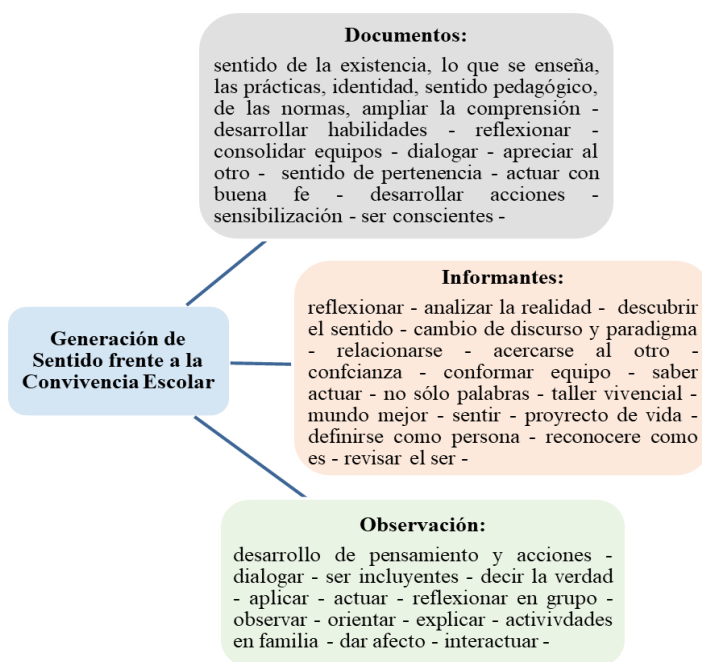 Documentos:
sentido de la existencia, lo que se enseña,
las prácticas, identidad, sentido pedagógico,
de las normas, ampliar la comprensión -
desarrollar habilidades - reflexionar -
consolidar equipos - dialogar - apreciar al
otro - sentido de pertenencia - actuar con
buena fe - desarrollar acciones -
sensibilización - ser conscientes -
Generación de
Sentido frente a la
Convivencia Escolar
Informantes:
reflexionar - analizar la realidad - descubrir
el sentido - cambio de discurso y paradigma
- relacionarse - acercarse al otro -
confcianza - conformar equipo - saber
actuar - no sólo palabras - taller vivencial -
mundo mejor - sentir - proyrecto de vida -
definirse como persona - reconocere como
es - revisar el ser -
Observación:
desarrollo de pensamiento y acciones -
dialogar - ser incluyentes - decir la verdad
- aplicar - actuar - reflexionar en grupo -
observar - orientar - explicar - activivdades
en familia - dar afecto - interactuar -